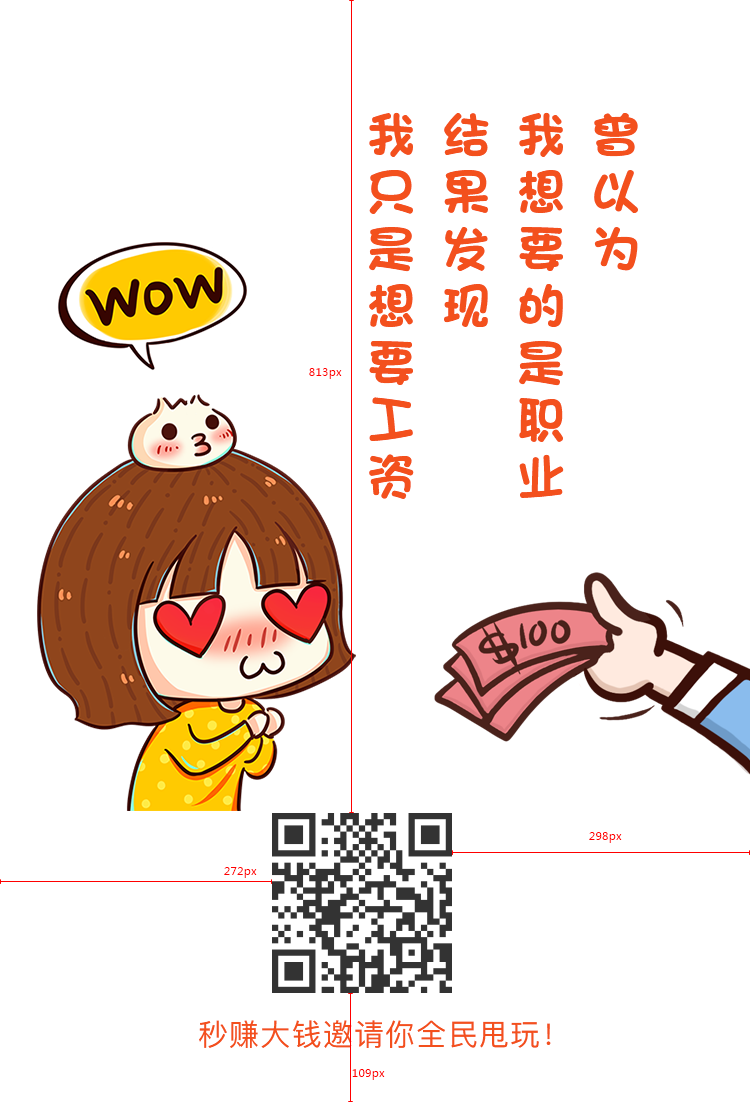 曾以为
我想要的是职业
结果发现
我只是想要工资
WOW
813px
$100
298px
272px
秒赚大钱邀请你全民甩玩！
109px